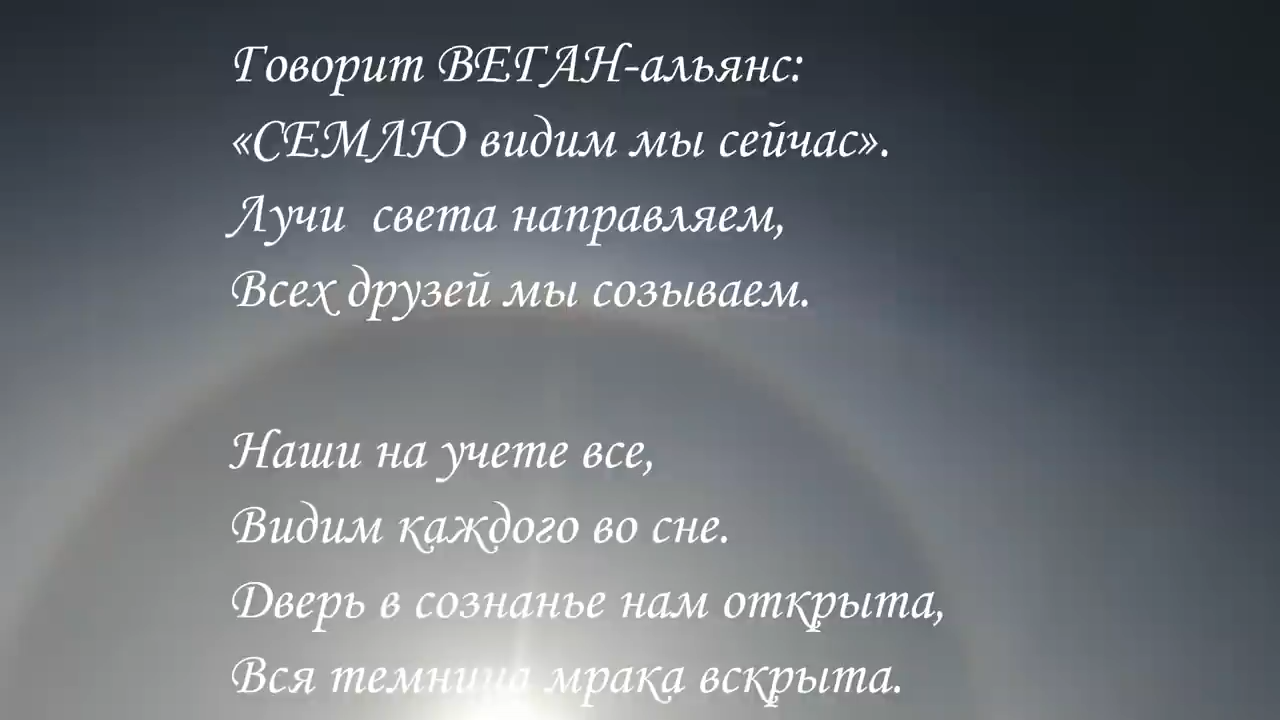 Говорит ВЕГАН-альянс:
«СЕМЛЮ видим мы сейчас».
Лучи света направляем,
Всех друзей мы созываем.
Наши на учете все,
Видим каждого во сне.
Дверь в сознанье нам открыта,
Вся темница мрака вскрыта.